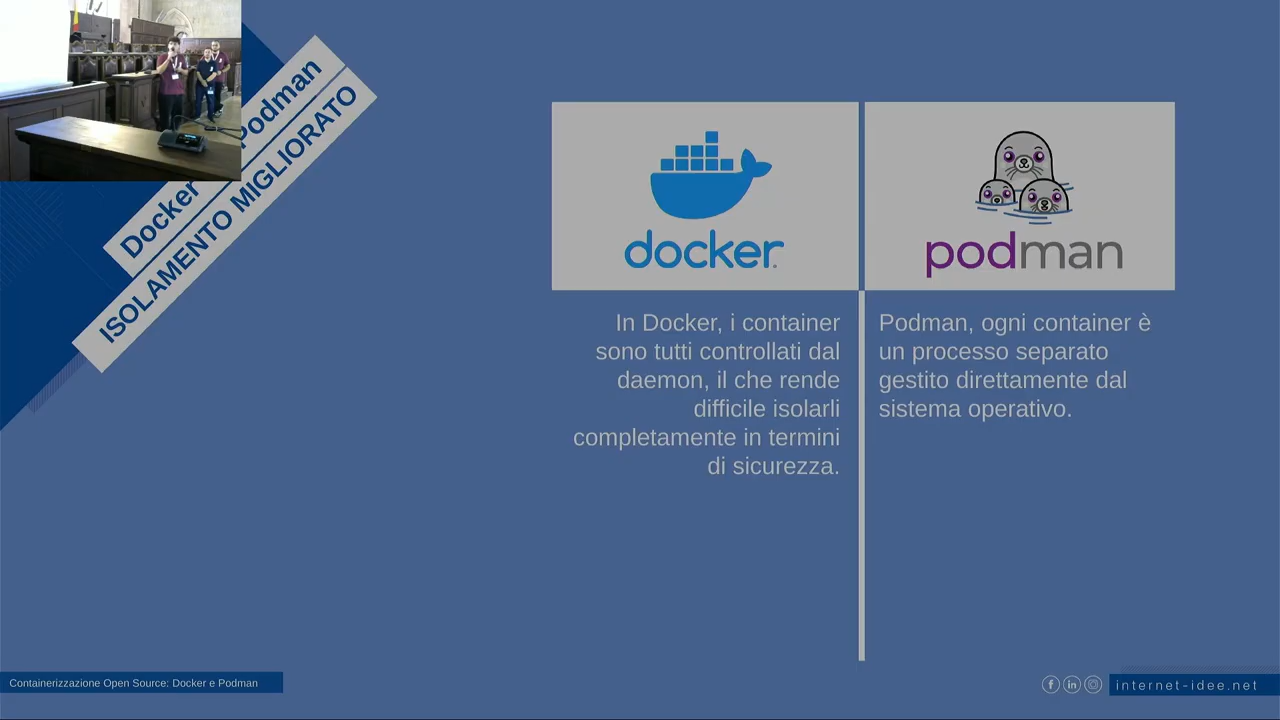 Docker Podman
ISOLAMENTO MIGLIORATO
docker
podman
In Docker, i container
sono tutti controllati dal
daemon, il che rende
difficile isolarli
completamente in termini
di sicurezza.
Podman, ogni container è
un processo separato
gestito direttamente dal
sistema operativo.
Containerizzazione Open Source: Docker e Podman
internet-idee.net